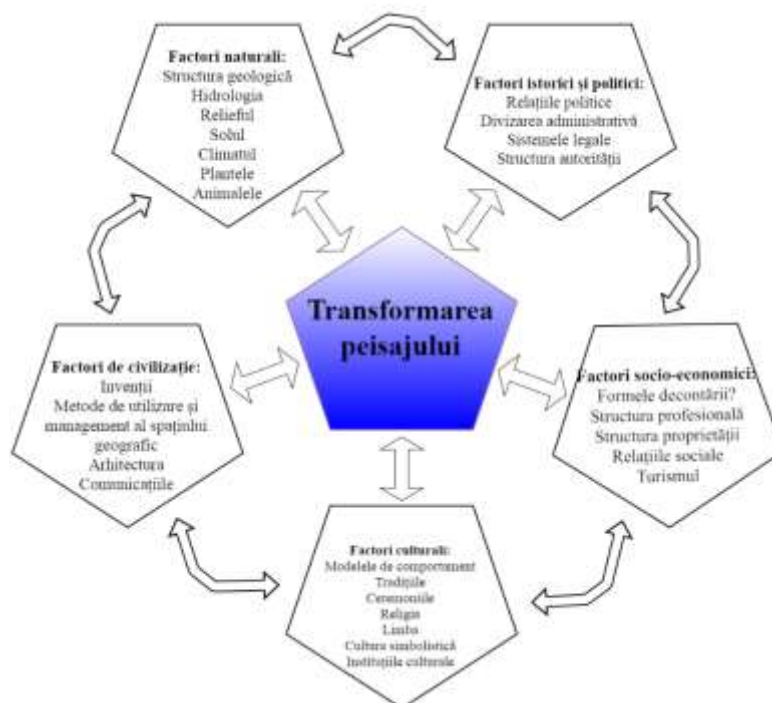 Factori naturali:
Structura geologică
Hidrologia
Relieful
Solul
Climatul
Plantele
Animalele
Factori istorici și politici:
Relațiile politice
Divizarea administrativă
Sistemele legale
Structura autorității
Transformarea
peisajului
Factori de civilizație:
Invenții
Metode de utilizare și
management al spațiului
geografic
Arhitectura
Comunicațiile
Factori socio-economici:
Formele decontării?
Structura profesională
Structura proprietății
Relațiile sociale
Turismul
Factori culturali:
Modelele de comportament
Tradițiile
Ceremoniile
Religia
Limba
Cultura simbolistică
Instituțiile culturale